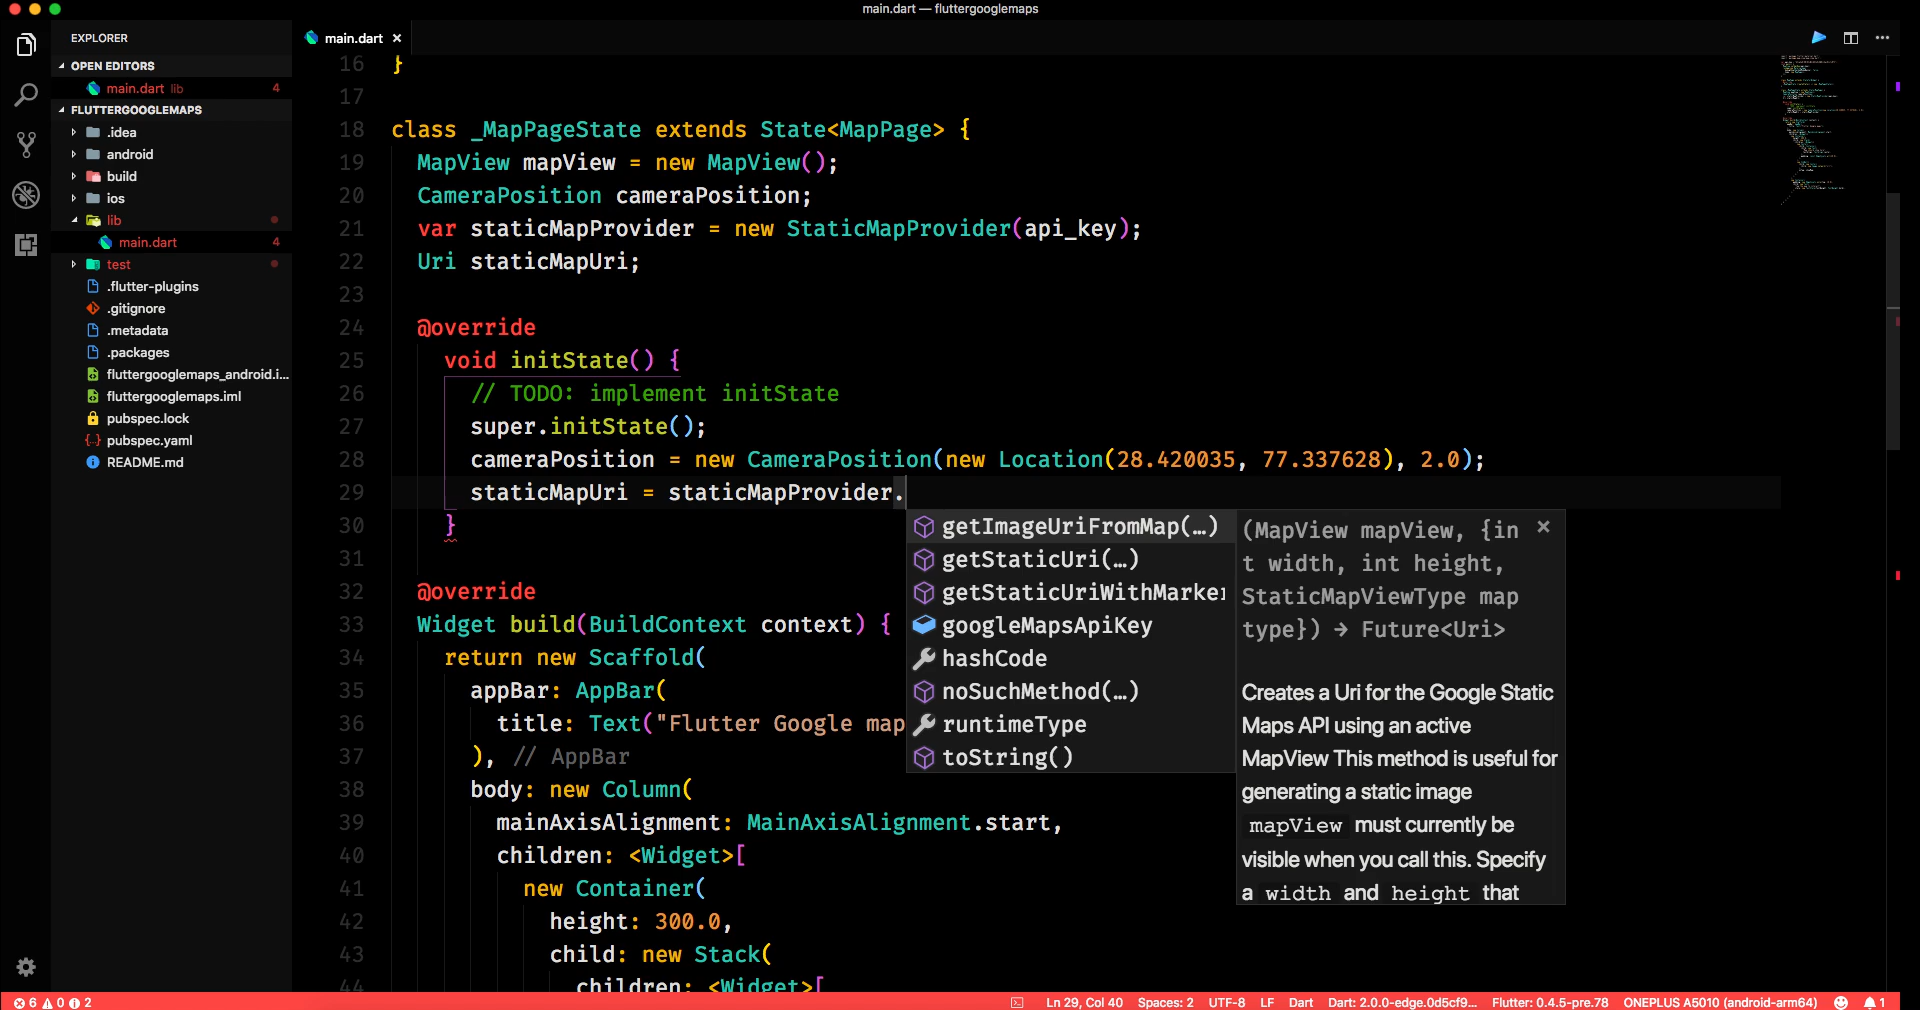 main.dart — fluttergooglemaps
EXPLORER
OPEN EDITORS
main.dart lib 4
FLUTTERGOOGLEMAPS
.idea
android
build
ios
lib
main.dart 4
test
.flutter-plugins
.gitignore
.metadata
.packages
fluttergooglemaps_android.i...
fluttergooglemaps.iml
pubspec.lock
pubspec.yaml
README.md
main.dart ×
16 }
17
18 class _MapPageState extends State<MapPage> {
19 MapView mapView = new MapView();
20 CameraPosition cameraPosition;
21 var staticMapProvider = new StaticMapProvider(api_key);
22 Uri staticMapUri;
23
24 @override
25 void initState() {
26 // TODO: implement initState
27 super.initState();
28 cameraPosition = new CameraPosition(new Location(28.420035, 77.337628), 2.0);
29 staticMapUri = staticMapProvider.
30 }
31
32 @override
33 Widget build(BuildContext context) {
34 return new Scaffold(
35 appBar: AppBar(
36 title: Text("Flutter Google map
37 ), // AppBar
38 body: new Column(
39 mainAxisAlignment: MainAxisAlignment.start,
40 children: <Widget>[
41 new Container(
42 height: 300.0,
43 child: new Stack(
44 children: <Widget>[
getImageUriFromMap(…)
getStaticUri(…)
getStaticUriWithMarker
googleMapsApiKey
hashCode
noSuchMethod(…)
runtimeType
toString()
(MapView mapView, {in ×
t width, int height,
StaticMapViewType map
type}) → Future<Uri>
Creates a Uri for the Google Static
Maps API using an active
MapView This method is useful for
generating a static image
mapView must currently be
visible when you call this. Specify
a width and height that
6 0 2
Ln 29, Col 40 Spaces: 2 UTF-8 LF Dart Dart: 2.0.0-edge.0d5cf9... Flutter: 0.4.5-pre.78 ONEPLUS A5010 (android-arm64) 1